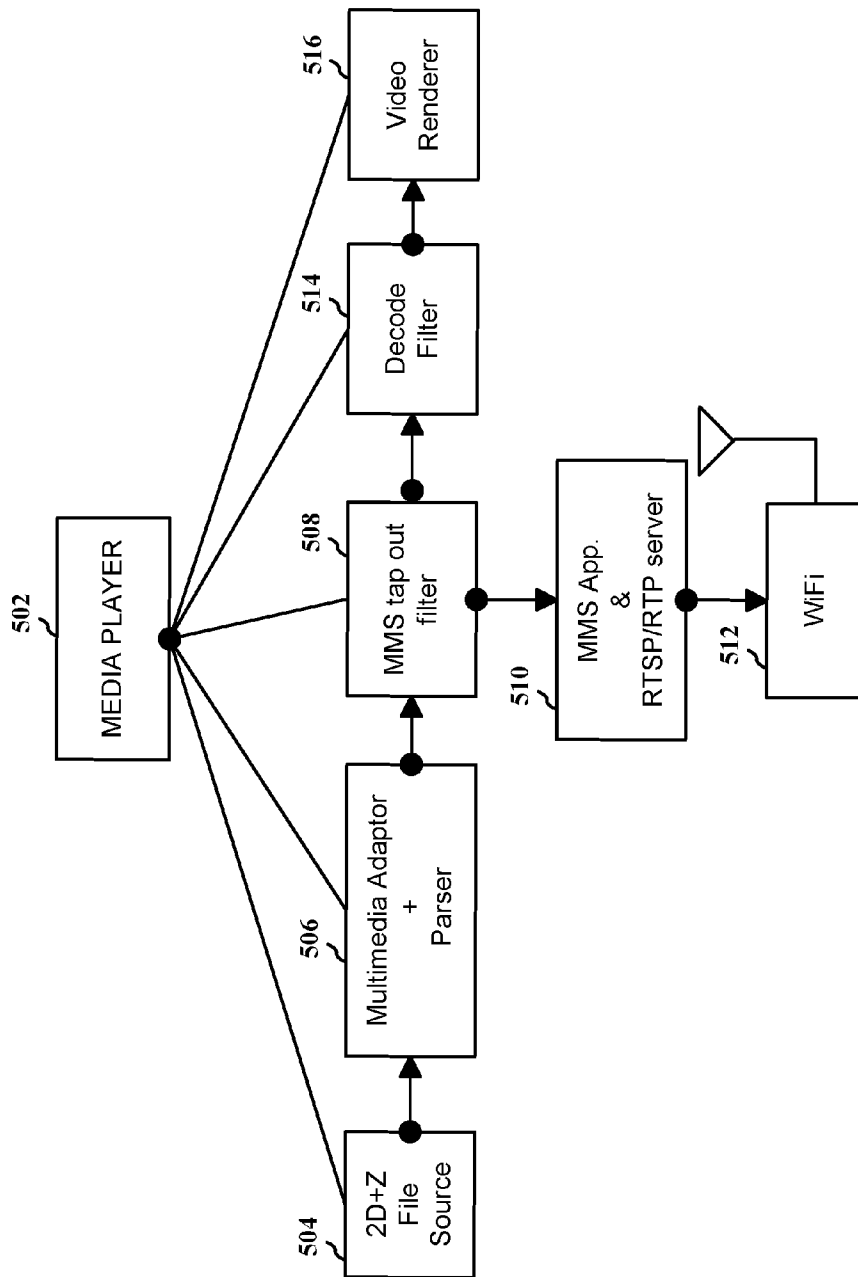 502
MEDIA PLAYER
504
2D+Z
File
Source
506
Multimedia Adaptor
+
Parser
508
MMS tap out
filter
514
Decode
Filter
516
Video
Renderer
510
MMS App.
&
RTSP/RTP server
512
WiFi